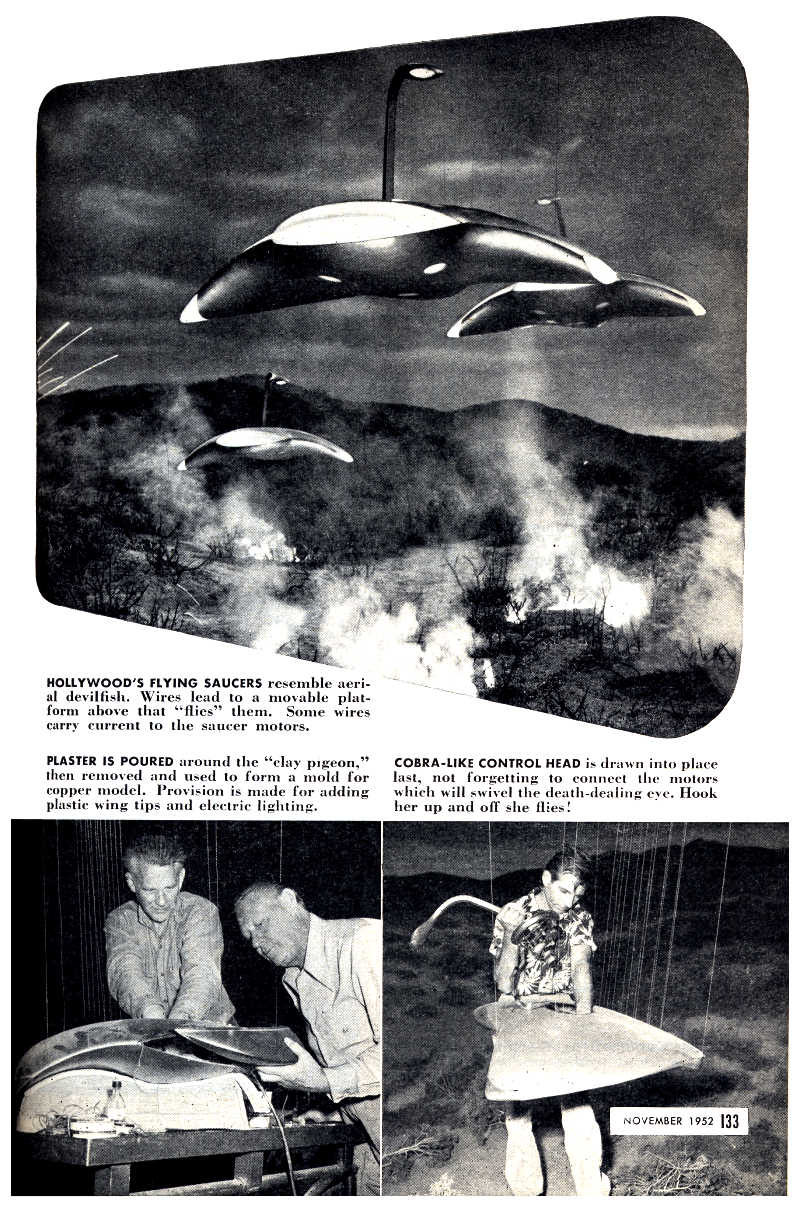 HOLLYWOOD'S FLYING SAUCERS resemble aeri-
al devilfish. Wires lead to a movable plat-
form above that "flies" them. Some wires
carry current to the saucer motors.
PLASTER IS POURED around the "clay pigeon,"
then removed and used to form a mold for
copper model. Provision is made for adding
plastic wing tips and electric lighting.
COBRA-LIKE CONTROL HEAD is drawn into place
last, not forgetting to connect the motors
which will swivel the death-dealing eye. Hook
her up and off she flies!
NOVEMBER 1952 133